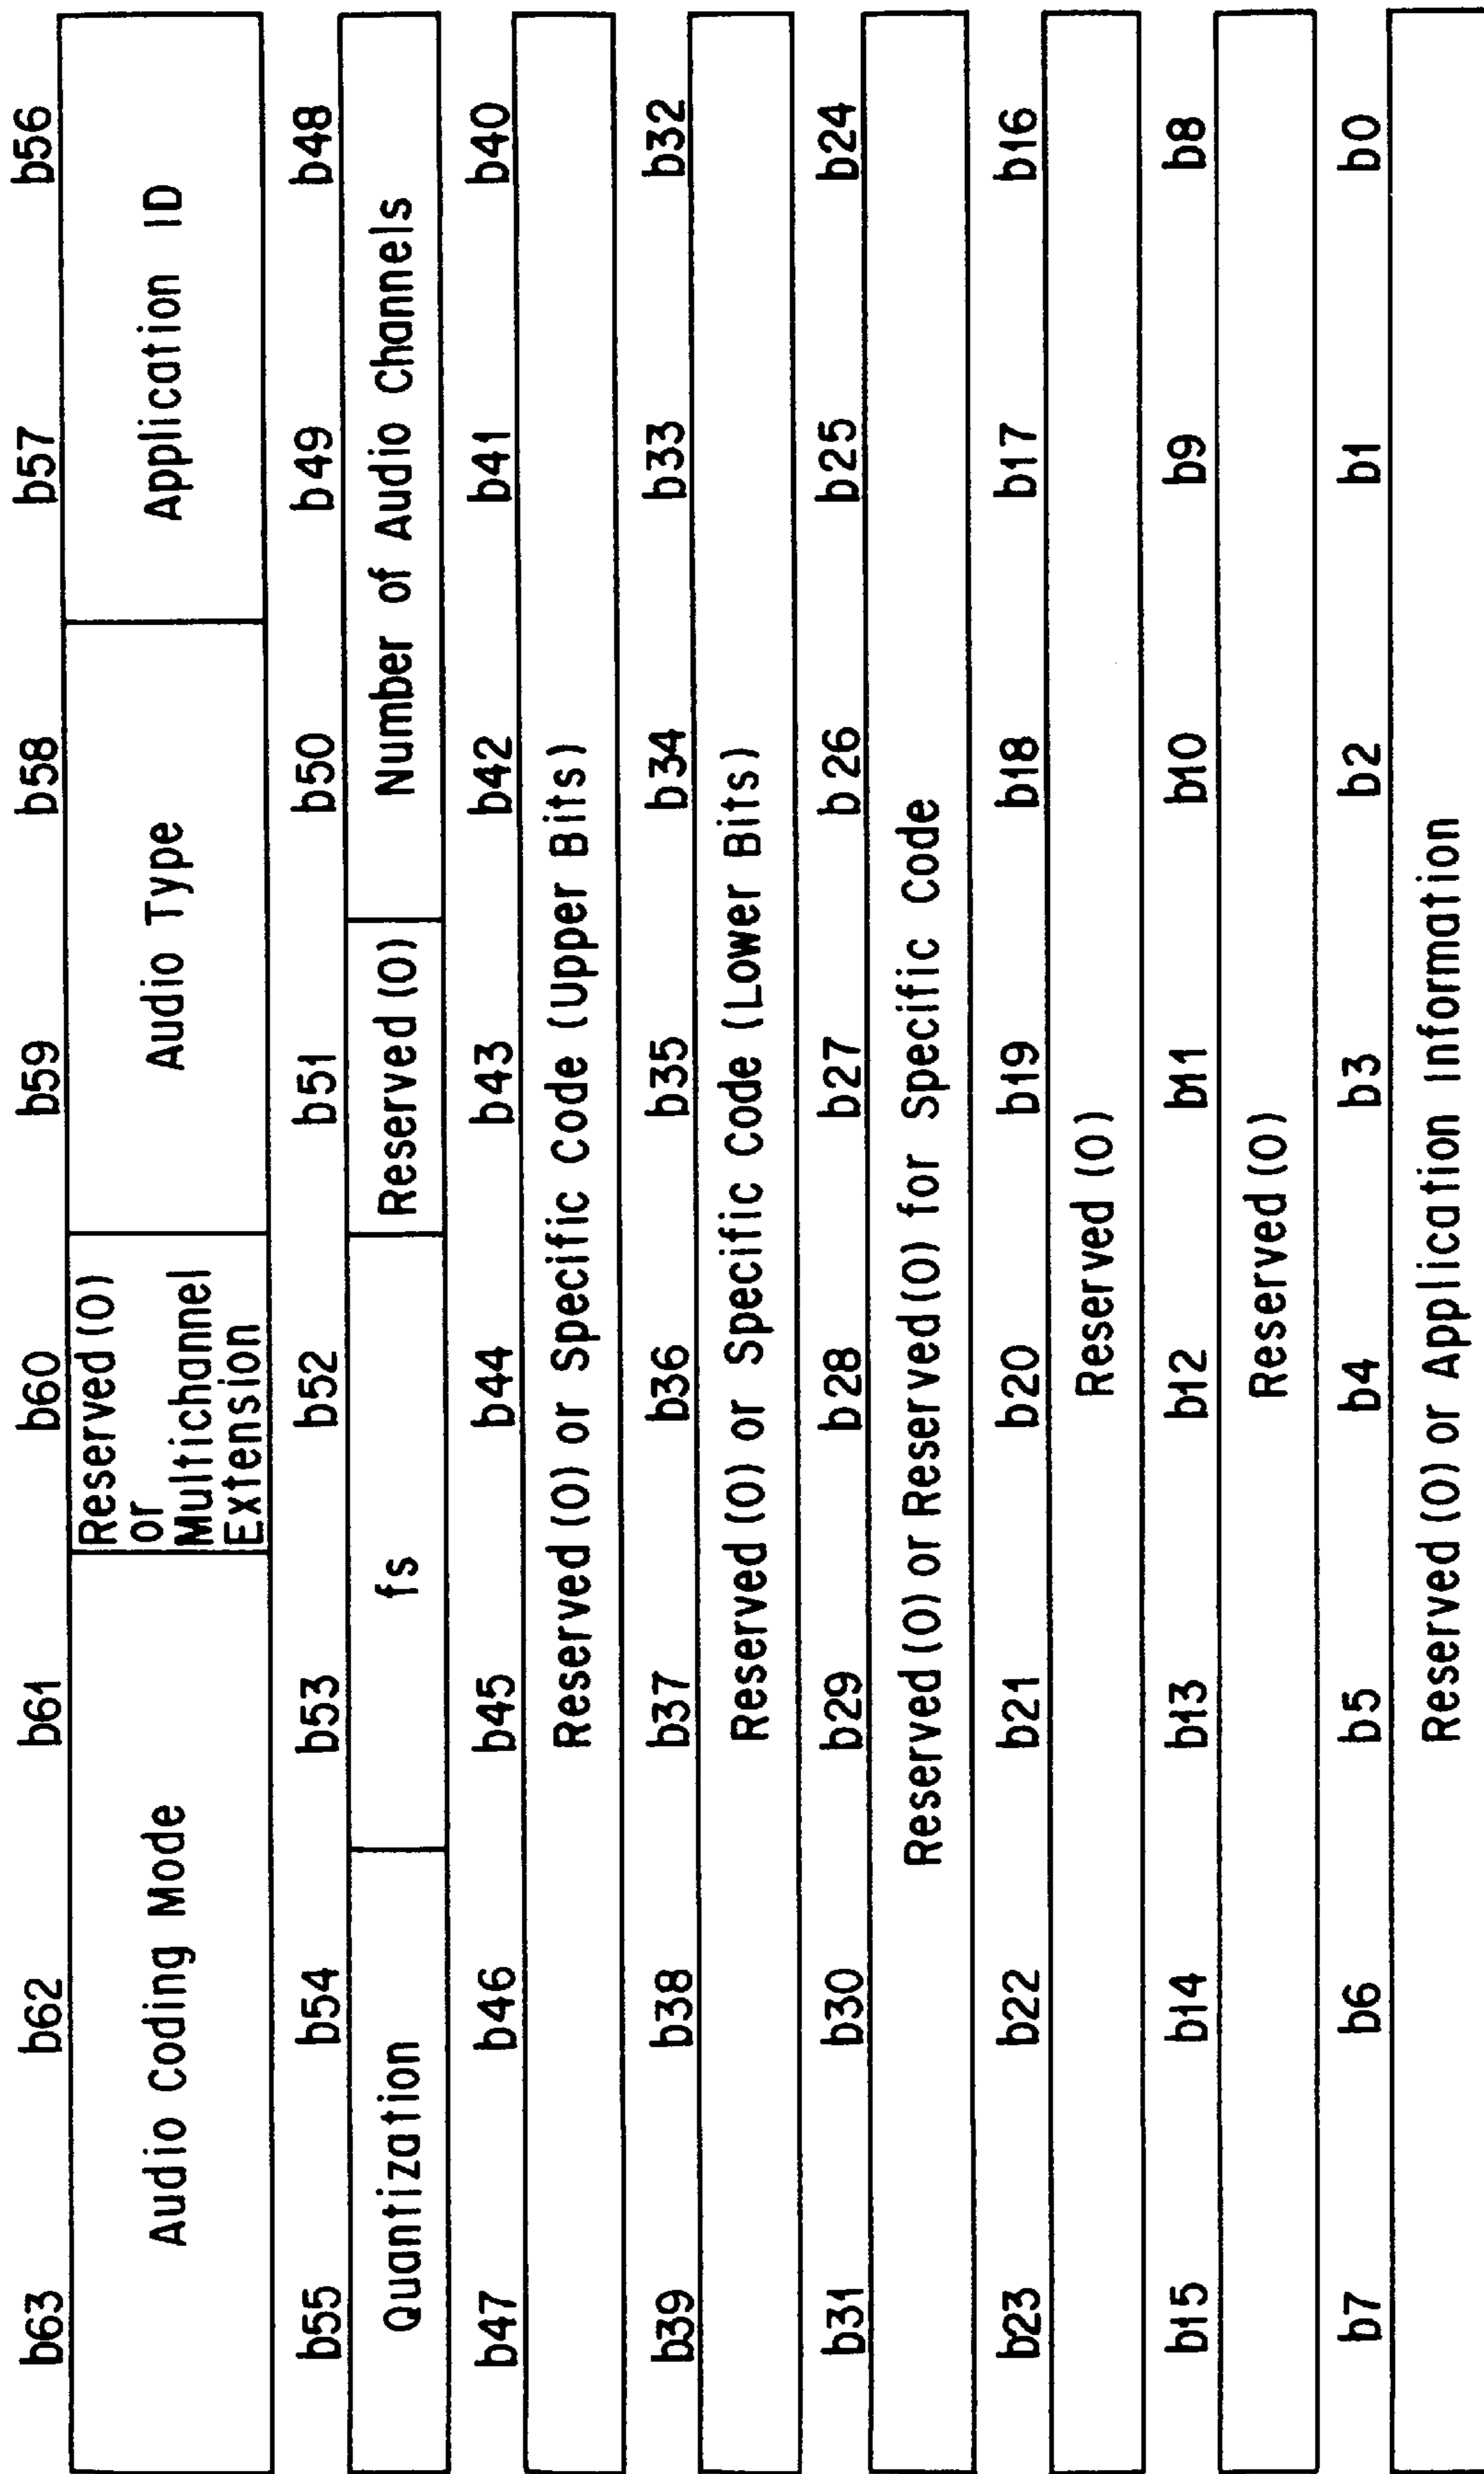 b63 b62 b61 b60 b59 b58 b57 b56
Audio Coding Mode
Reserved (0)
or
Multichannel
Extension
Audio Type
Application ID
b55 b54 b53 b52 b51 b50 b49 b48
Quantization
fs
Reserved (0)
Number of Audio Channels
b47 b46 b45 b44 b43 b42 b41 b40
Reserved (0) or Specific Code (Upper Bits)
b39 b38 b37 b36 b35 b34 b33 b32
Reserved (0) or Specific Code (Lower Bits)
b31 b30 b29 b28 b27 b26 b25 b24
Reserved (0) or Reserved (0) for Specific Code
b23 b22 b21 b20 b19 b18 b17 b16
Reserved (0)
b15 b14 b13 b12 b11 b10 b9 b8
Reserved (0)
b7 b6 b5 b4 b3 b2 b1 b0
Reserved (0) or Application Information